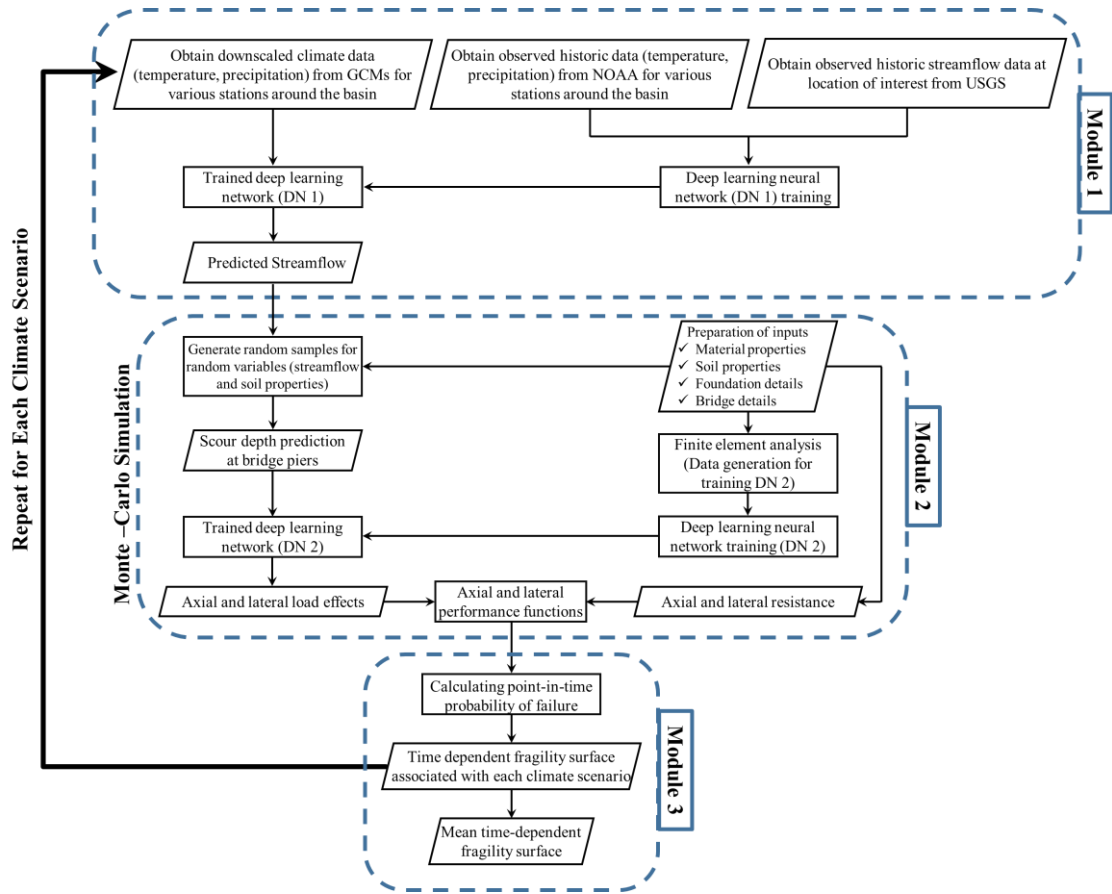 Obtain downscaled climate data
(temperature, precipitation) from GCMs for
various stations around the basin
Obtain observed historic data (temperature,
precipitation) from NOAA for various
stations around the basin
Obtain observed historic streamflow data at
location of interest from USGS
Module 1
Trained deep learning
network (DN 1)
Deep learning neural
network (DN 1) training
Predicted Streamflow
Repeat for Each Climate Scenario
Monte –Carlo Simulation
Generate random samples for
random variables (streamflow
and soil properties)
Preparation of inputs
✓ Material properties
✓ Soil properties
✓ Foundation details
✓ Bridge details
Module 2
Scour depth prediction
at bridge piers
Finite element analysis
(Data generation for
training DN 2)
Trained deep learning
network (DN 2)
Deep learning neural
network training (DN 2)
Axial and lateral load effects
Axial and lateral
performance functions
Axial and lateral resistance
Calculating point-in-time
probability of failure
Module 3
Time dependent fragility surface
associated with each climate scenario
Mean time-dependent
fragility surface